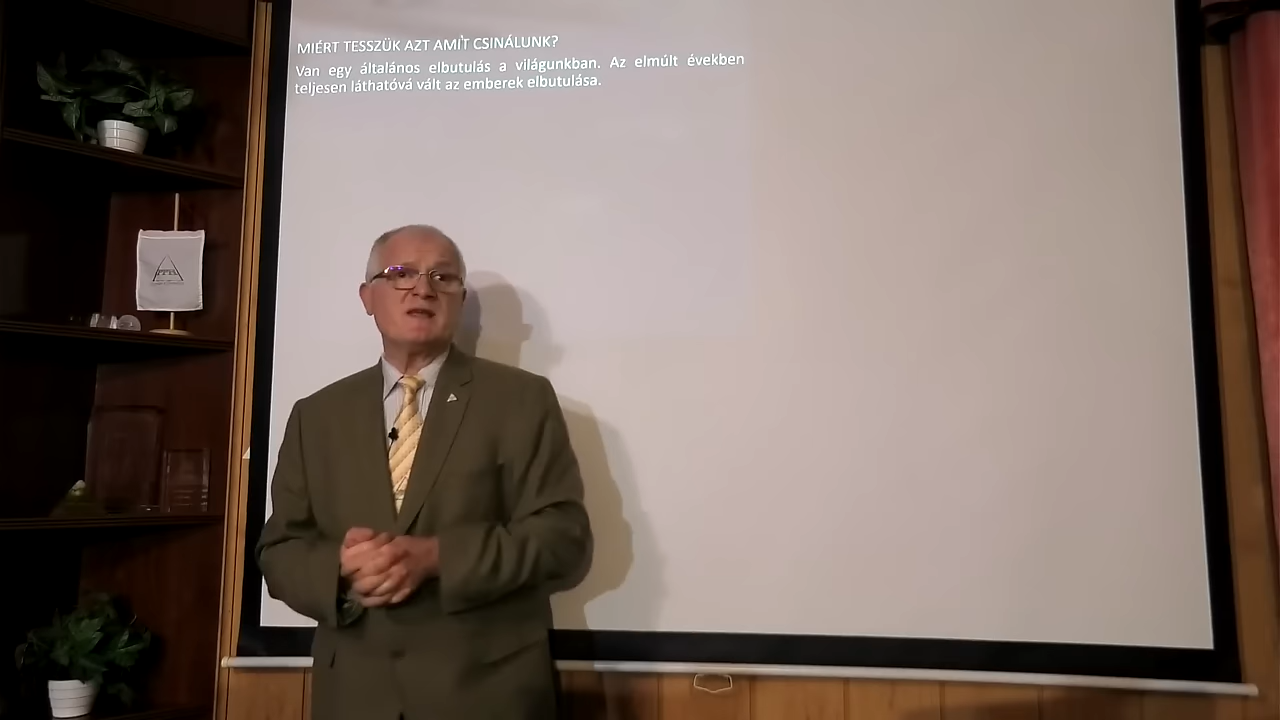 MIÉRT TESSZÜK AZT AMIT CSINÁLUNK?
Van egy általános elbutulás a világunkban. Az elmúlt években
teljesen láthatóvá vált az emberek elbutulása.